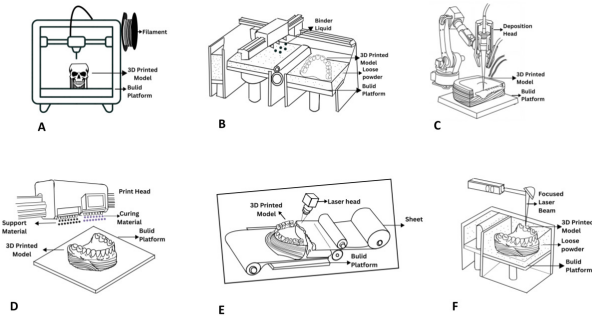 Filament
3D Printed
Model
Bulid
Platform
A
Binder
Liquid
3D Printed
Model
Loose
powder
Bulid
Platform
B
Deposition
Head
3D Printed
Model
Bulid
Platform
C
Print Head
Support
Material
Curing
Material
Bulid
Platform
3D Printed
Model
D
3D Printed
Model
Laser head
Sheet
Bulid
Platform
E
Focused
Laser
Beam
3D Printed
Model
Loose
powder
Bulid
Platform
F